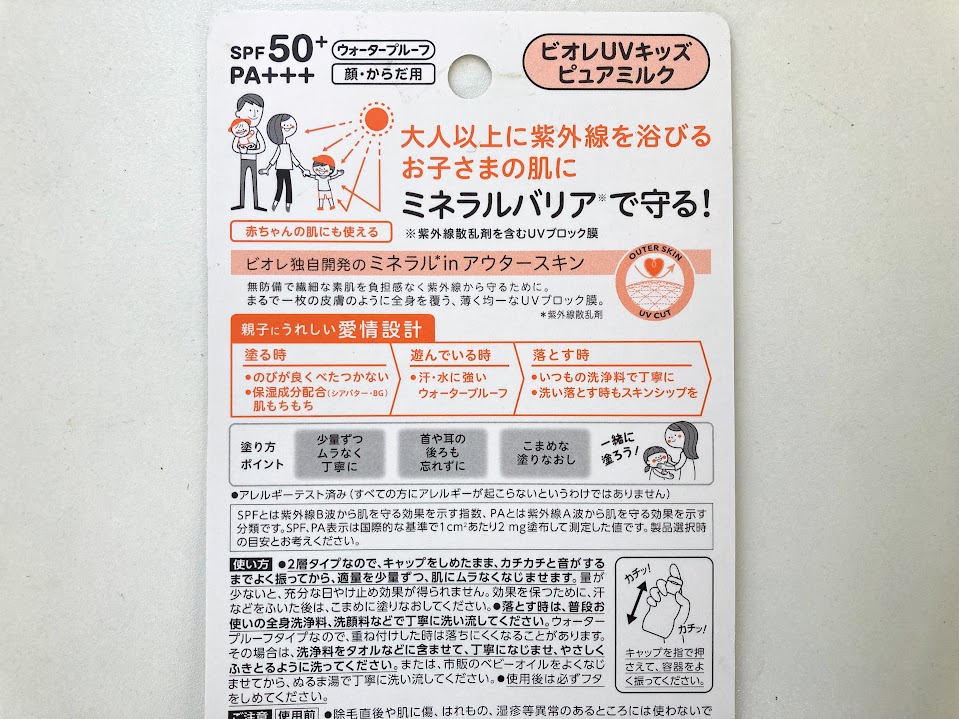 SPF50+ ウォータープルーフ
PA+++ 顔・からだ用
ビオレUVキッズ
ピュアミルク
大人以上に紫外線を浴びる
お子さまの肌に
ミネラルバリア※で守る!
赤ちゃんの肌にも使える
※紫外線散乱剤を含むUVブロック膜
ビオレ独自開発のミネラル*inアウタースキン
無防備で繊細な素肌を負担感なく紫外線から守るために。
まるで一枚の皮膚のように全身を覆う、薄く均一なUVブロック膜。
*紫外線散乱剤
OUTER SKIN
UV CUT
親子にうれしい愛情設計
塗る時
●のびが良くべたつかない
●保湿成分配合(シアバター・BG)
肌もちもち
遊んでいる時
●汗・水に強い
ウォータープルーフ
落とす時
●いつもの洗浄料で丁寧に
●洗い落とす時もスキンシップを
塗り方
ポイント
少量ずつ
ムラなく
丁寧に
首や耳の
後ろも
忘れずに
こまめな
塗りなおし
一緒に
塗ろう!
●アレルギーテスト済み(すべての方にアレルギーが起こらないというわけではありません)
SPFとは紫外線B波から肌を守る効果を示す指数、PAとは紫外線A波から肌を守る効果を示す
分類です。SPF、PA表示は国際的な基準で1cm²あたり2mg塗布して測定した値です。製品選択時
の目安とお考えください。
使い方 ●2層タイプなので、キャップをしめたまま、カチカチと音がする
までよく振ってから、適量を少量ずつ、肌にムラなくなじませます。量が
少ないと、充分な日やけ止め効果が得られません。効果を保つために、汗
などをふいた後は、こまめに塗りなおしてください。●落とす時は、普段お
使いの全身洗浄料、洗顔料などで丁寧に洗い流してください。ウォーター
プルーフタイプなので、重ね付けした時は落ちにくくなることがあります。
その場合は、洗浄料をタオルなどに含ませて、丁寧になじませ、やさしく
ふきとるように洗ってください。または、市販のベビーオイルをよくなじ
ませてから、ぬるま湯で丁寧に洗い流してください。●使用後は必ずフタ
をしめてください。
カチッ!
カチッ!
キャップを指で押
さえて、容器をよ
く振ってください。
ご注意 使用前 ●除毛直後や肌に傷、はれもの、湿疹等異常のあるところには使わないで